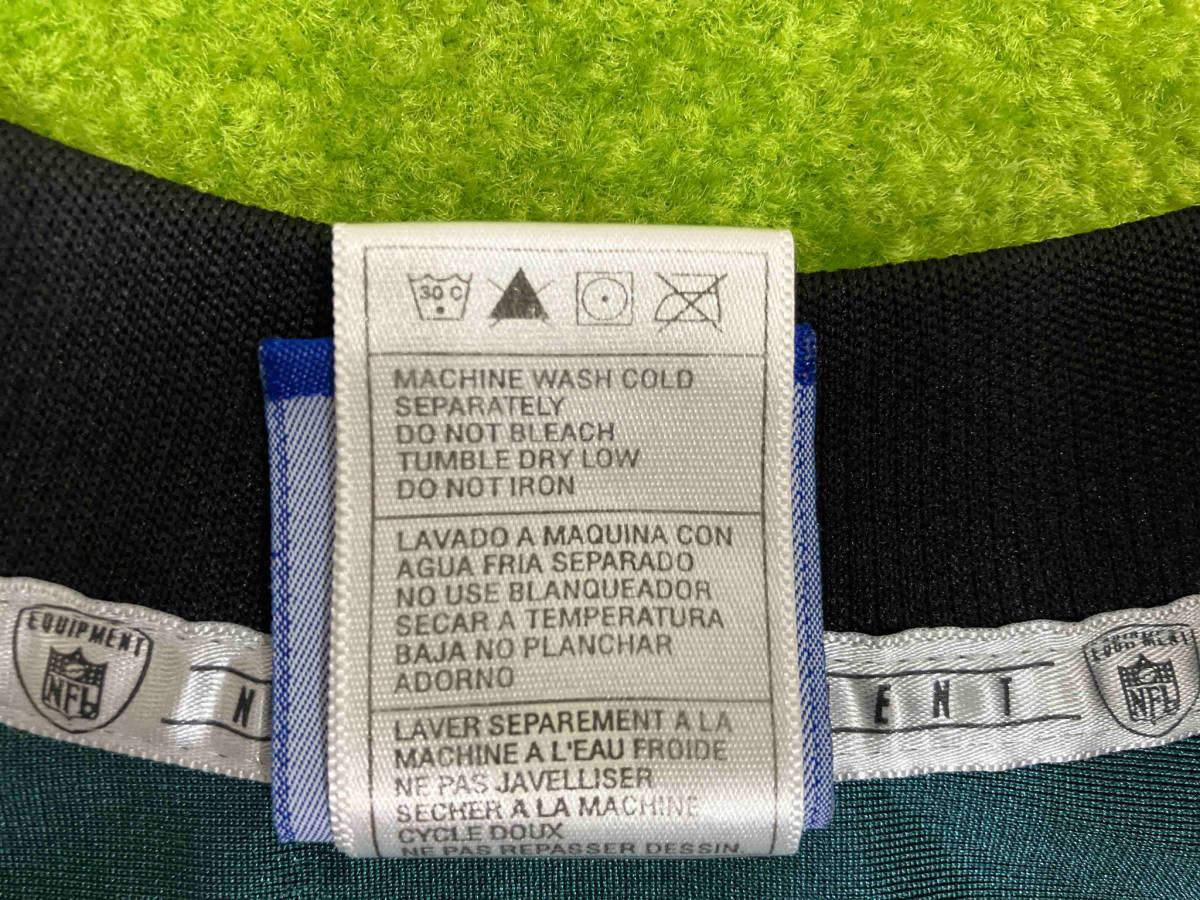 30 C
MACHINE WASH COLD
SEPARATELY
DO NOT BLEACH
TUMBLE DRY LOW
DO NOT IRON
LAVADO A MAQUINA CON
AGUA FRIA SEPARADO
NO USE BLANQUEADOR
SECAR A TEMPERATURA
BAJA NO PLANCHAR
ADORNO
LAVER SEPAREMENT A LA
MACHINE A L'EAU FROIDE
NE PAS JAVELLISER
SECHER A LA MACHINE
CYCLE DOUX
NE PAS REPASSER DESSIN
EQUIPMENT
NFL
N
ENT
EQUIPMENT
NFL